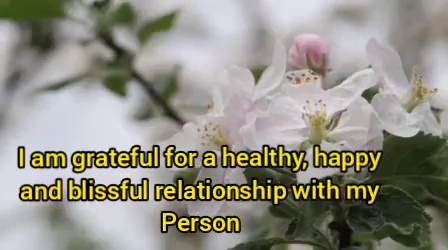 I am grateful for a healthy, happy
and blissful relationship with my
Person